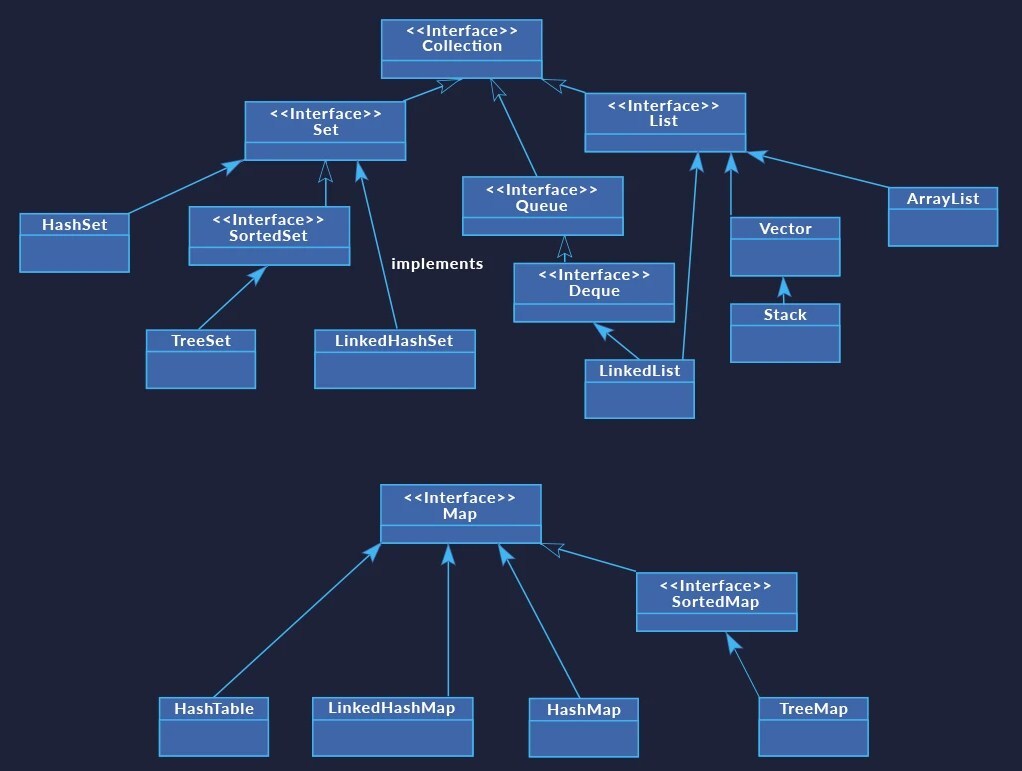 <<Interface>>
Collection
<<Interface>>
Set
<<Interface>>
List
<<Interface>>
Queue
ArrayList
HashSet
<<Interface>>
SortedSet
Vector
implements
<<Interface>>
Deque
Stack
TreeSet
LinkedHashSet
LinkedList
<<Interface>>
Map
<<Interface>>
SortedMap
HashTable
LinkedHashMap
HashMap
TreeMap